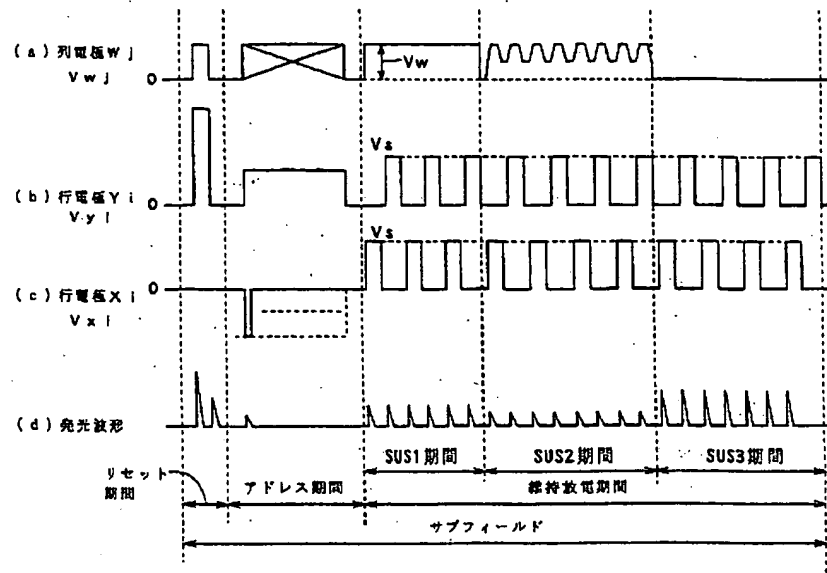 (a) 列電極Wj
Vwj
0
Vw
Vs
(b) 行電極Yi
Vyi
0
Vs
(c) 行電極Xi
Vxi
0
(d) 発光波形
SUS1期間
SUS2期間
SUS3期間
リセット期間
アドレス期間
維持放電期間
サブフィールド